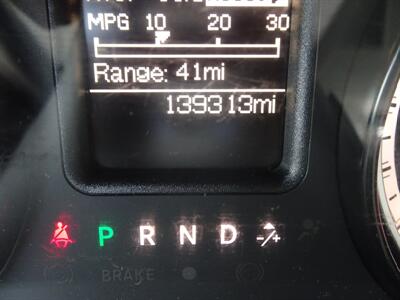 MPG 10 20 30
Range: 41mi
139313mi
P R N D -/+
BRAKE